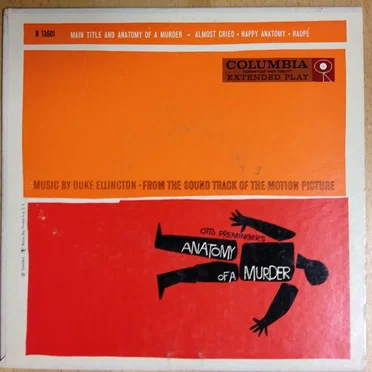 B 13601
MAIN TITLE AND ANATOMY OF A MURDER • ALMOST CRIED • HAPPY ANATOMY • HAUPÊ
COLUMBIA
EXTENDED PLAY
MUSIC BY DUKE ELLINGTON • FROM THE SOUND TRACK OF THE MOTION PICTURE
OTTO PREMINGER'S
ANATOMY
OF A MURDER